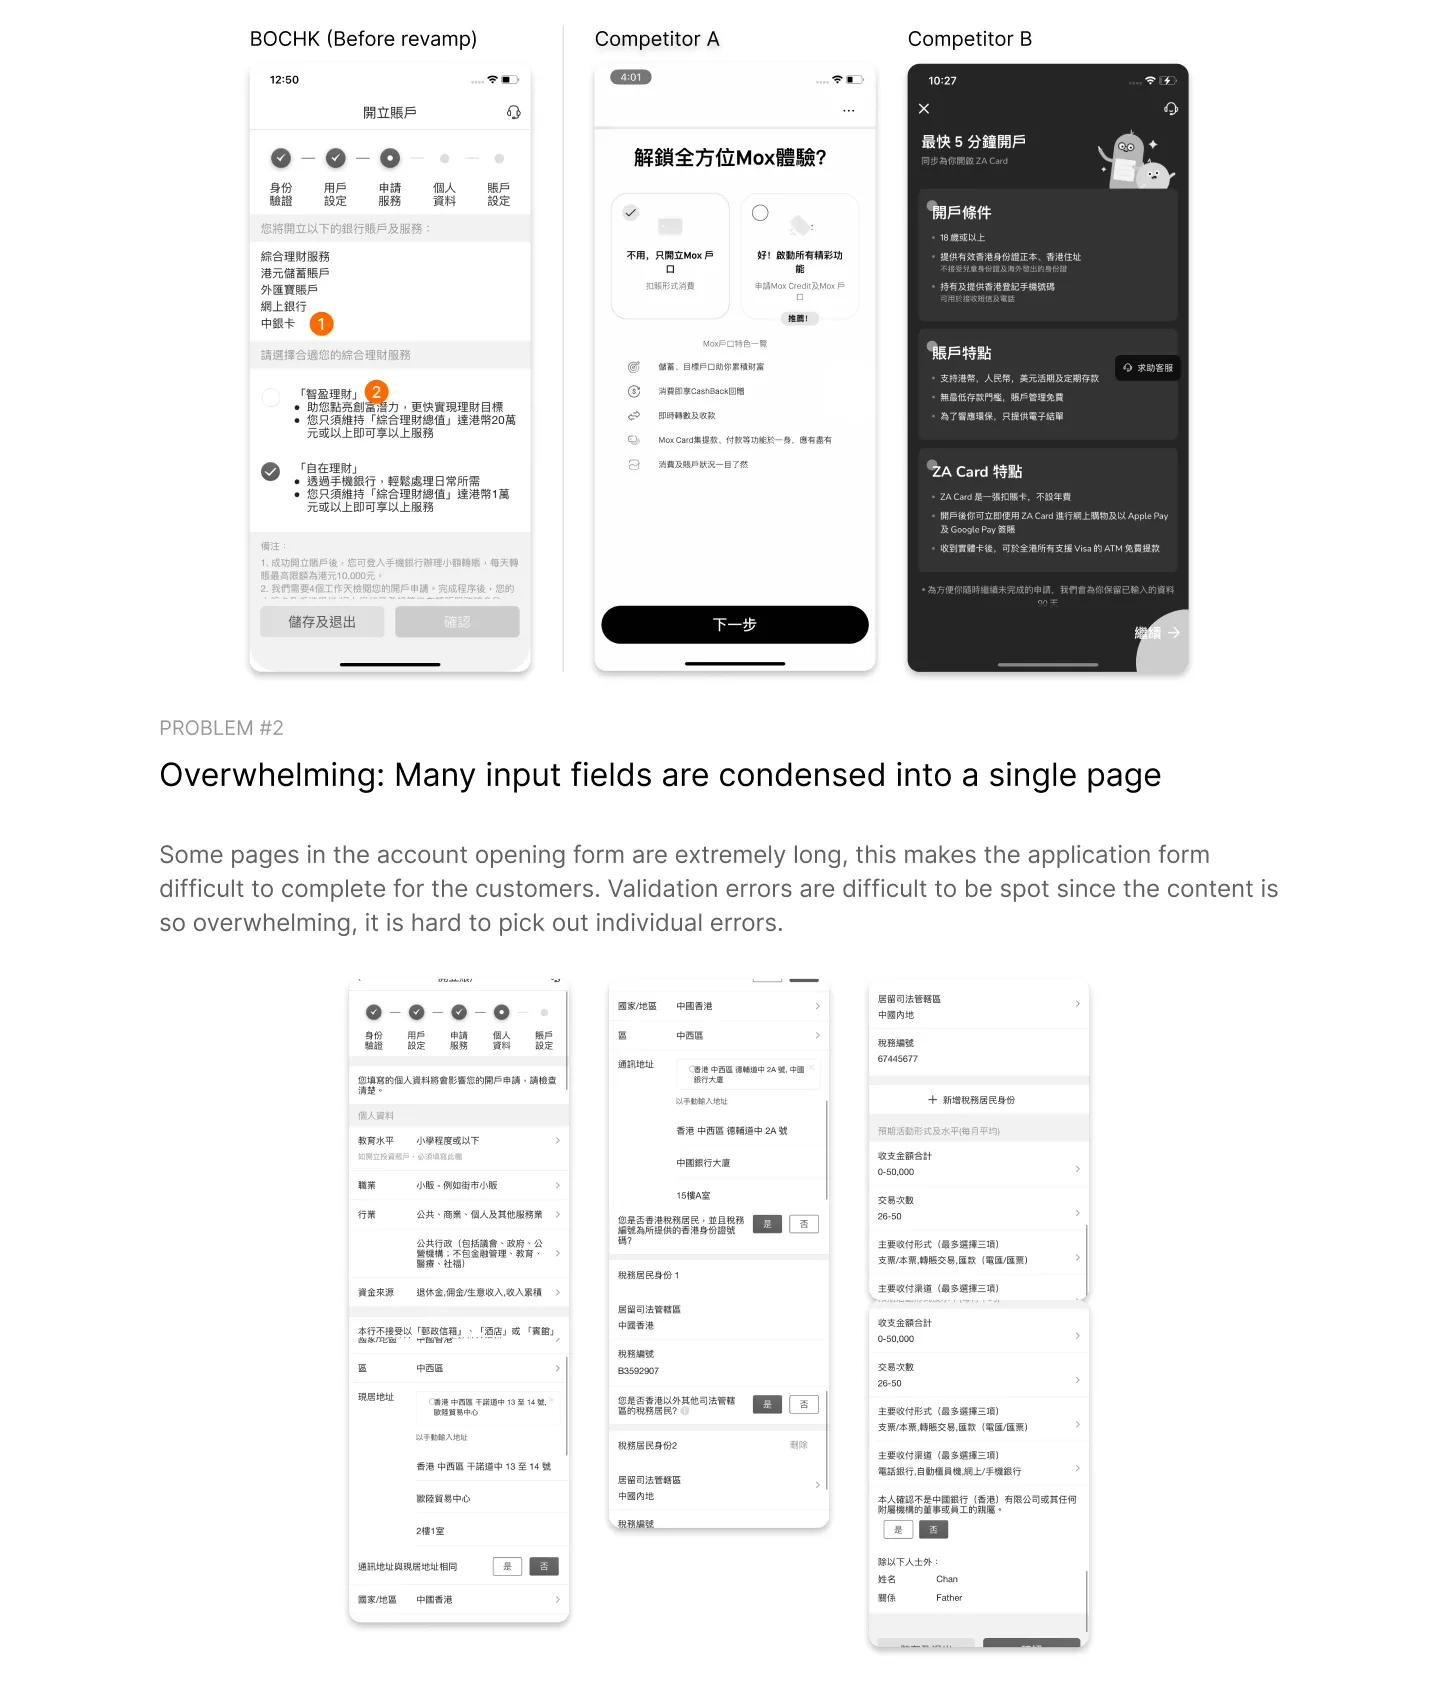 BOCHK (Before revamp)
12:50
開立賬戶
身份
驗證
用戶
設定
申請
服務
個人
資料
賬戶
設定
您將開立以下的銀行賬戶及服務：
綜合理財服務
港元儲蓄賬戶
外匯寶賬戶
網上銀行
中銀卡
1
請選擇合適您的綜合理財服務
「智盈理財」
2
• 助您點亮創富潛力，更快實現理財目標
• 您只須維持「綜合理財總值」達港幣20萬
元或以上即可享以上服務
「自在理財」
• 透過手機銀行，輕鬆處理日常所需
• 您只須維持「綜合理財總值」達港幣1萬
元或以上即可享以上服務
備注：
1. 成功開立賬戶後，您可登入手機銀行辦理小額轉賬，每天轉
賬最高限額為港元10,000元。
2. 我們需要4個工作天檢閱您的開戶申請。完成程序後，您的
儲存及退出
確認
Competitor A
4:01
解鎖全方位Mox體驗?
不用，只開立Mox 戶
口
扣賬形式消費
好！啟動所有精彩功
能
申請Mox Credit及Mox 戶
口
推薦！
Mox戶口特色一覽
儲蓄、目標戶口助你累積財富
消費即享CashBack回贈
即時轉數及收款
Mox Card集提款、付款等功能於一身，應有盡有
消費及賬戶狀況一目了然
下一步
Competitor B
10:27
最快 5 分鐘開戶
同步為你開啟 ZA Card
開戶條件
• 18 歲或以上
• 提供有效香港身份證正本、香港住址
不接受兒童身份證及海外發出的身份證
• 持有及提供香港登記手機號碼
可用於接收短信及電話
賬戶特點
• 支持港幣，人民幣，美元活期及定期存款
• 無最低存款門檻，賬戶管理免費
• 為了響應環保，只提供電子結單
求助客服
ZA Card 特點
• ZA Card 是一張扣賬卡，不設年費
• 開戶後你可立即使用 ZA Card 進行網上購物及以 Apple Pay
及 Google Pay 簽賬
• 收到實體卡後，可於全港所有支援 Visa 的 ATM 免費提款
• 為方便你隨時繼續未完成的申請，我們會為你保留已輸入的資料
90 天
繼續
PROBLEM #2
Overwhelming: Many input fields are condensed into a single page
Some pages in the account opening form are extremely long, this makes the application form
difficult to complete for the customers. Validation errors are difficult to be spot since the content is
so overwhelming, it is hard to pick out individual errors.
開立賬戶
身份
驗證
用戶
設定
申請
服務
個人
資料
賬戶
設定
您填寫的個人資料將會影響您的開戶申請，請檢查
清楚。
個人資料
教育水平 小學程度或以下
如開立投資賬戶，必須填寫此欄
職業 小販 - 例如街市小販
行業 公共、商業、個人及其他服務業
公共行政（包括議會、政府、公
營機構；不包金融管理、教育、
醫療、社福）
資金來源 退休金,佣金/生意收入,收入累積
本行不接受以「郵政信箱」、「酒店」或 「賓館」
國家/地區 中國香港
區 中西區
現居地址 香港 中西區 干諾道中 13 至 14 號,
歐陸貿易中心
以手動輸入地址
香港 中西區 干諾道中 13 至 14 號
歐陸貿易中心
2樓1室
通訊地址與現居地址相同 是 否
國家/地區 中國香港
國家/地區 中國香港
區 中西區
通訊地址 香港 中西區 德輔道中 2A 號, 中國
銀行大廈
以手動輸入地址
香港 中西區 德輔道中 2A 號
中國銀行大廈
15樓A室
您是否香港稅務居民，並且稅務
編號為所提供的香港身份證號
碼?
是 否
稅務居民身份 1
居留司法管轄區
中國香港
稅務編號
B3592907
您是否香港以外其他司法管轄
區的稅務居民?
是 否
稅務居民身份2 刪除
居留司法管轄區
中國內地
稅務編號
居留司法管轄區
中國內地
稅務編號
67445677
＋ 新增稅務居民身份
預期活動形式及水平(每月平均)
收支金額合計
0-50,000
交易次數
26-50
主要收付形式（最多選擇三項）
支票/本票,轉賬交易,匯款（電匯/匯票）
主要收付渠道（最多選擇三項）
收支金額合計
0-50,000
交易次數
26-50
主要收付形式（最多選擇三項）
支票/本票,轉賬交易,匯款（電匯/匯票）
主要收付渠道（最多選擇三項）
電話銀行,自動櫃員機,網上/手機銀行
本人確認不是中國銀行（香港）有限公司或其任何
附屬機構的董事或員工的親屬。
是 否
除以下人士外：
姓名 Chan
關係 Father